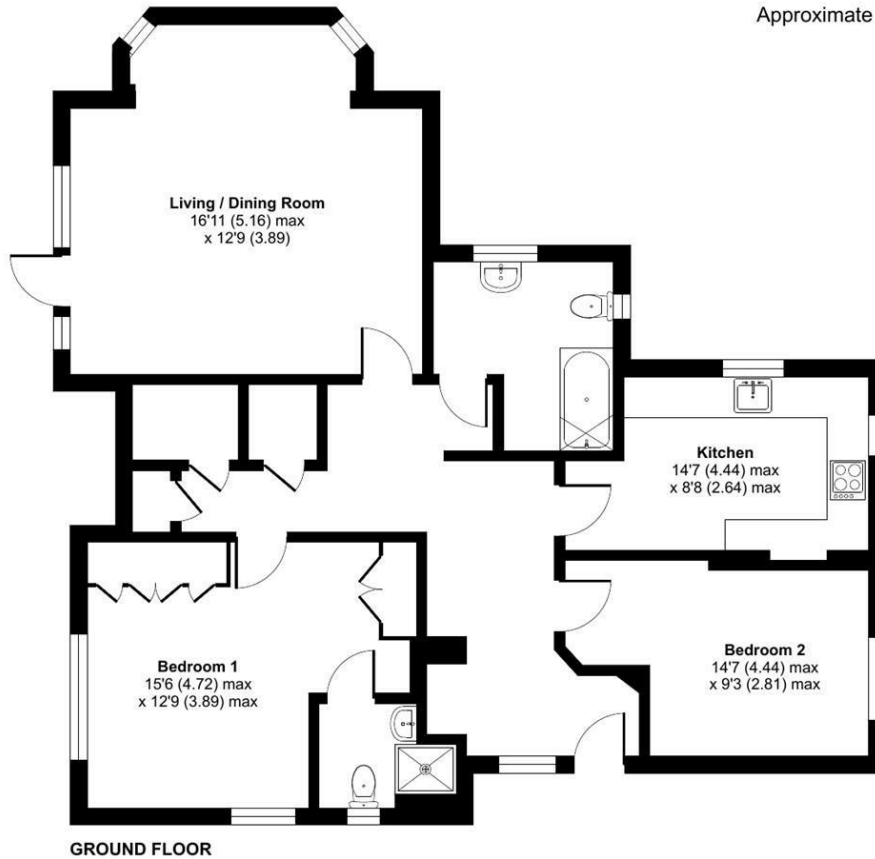 Approximate
Living / Dining Room
16'11 (5.16) max
x 12'9 (3.89)
Kitchen
14'7 (4.44) max
x 8'8 (2.64) max
Bedroom 1
15'6 (4.72) max
x 12'9 (3.89) max
Bedroom 2
14'7 (4.44) max
x 9'3 (2.81) max
GROUND FLOOR